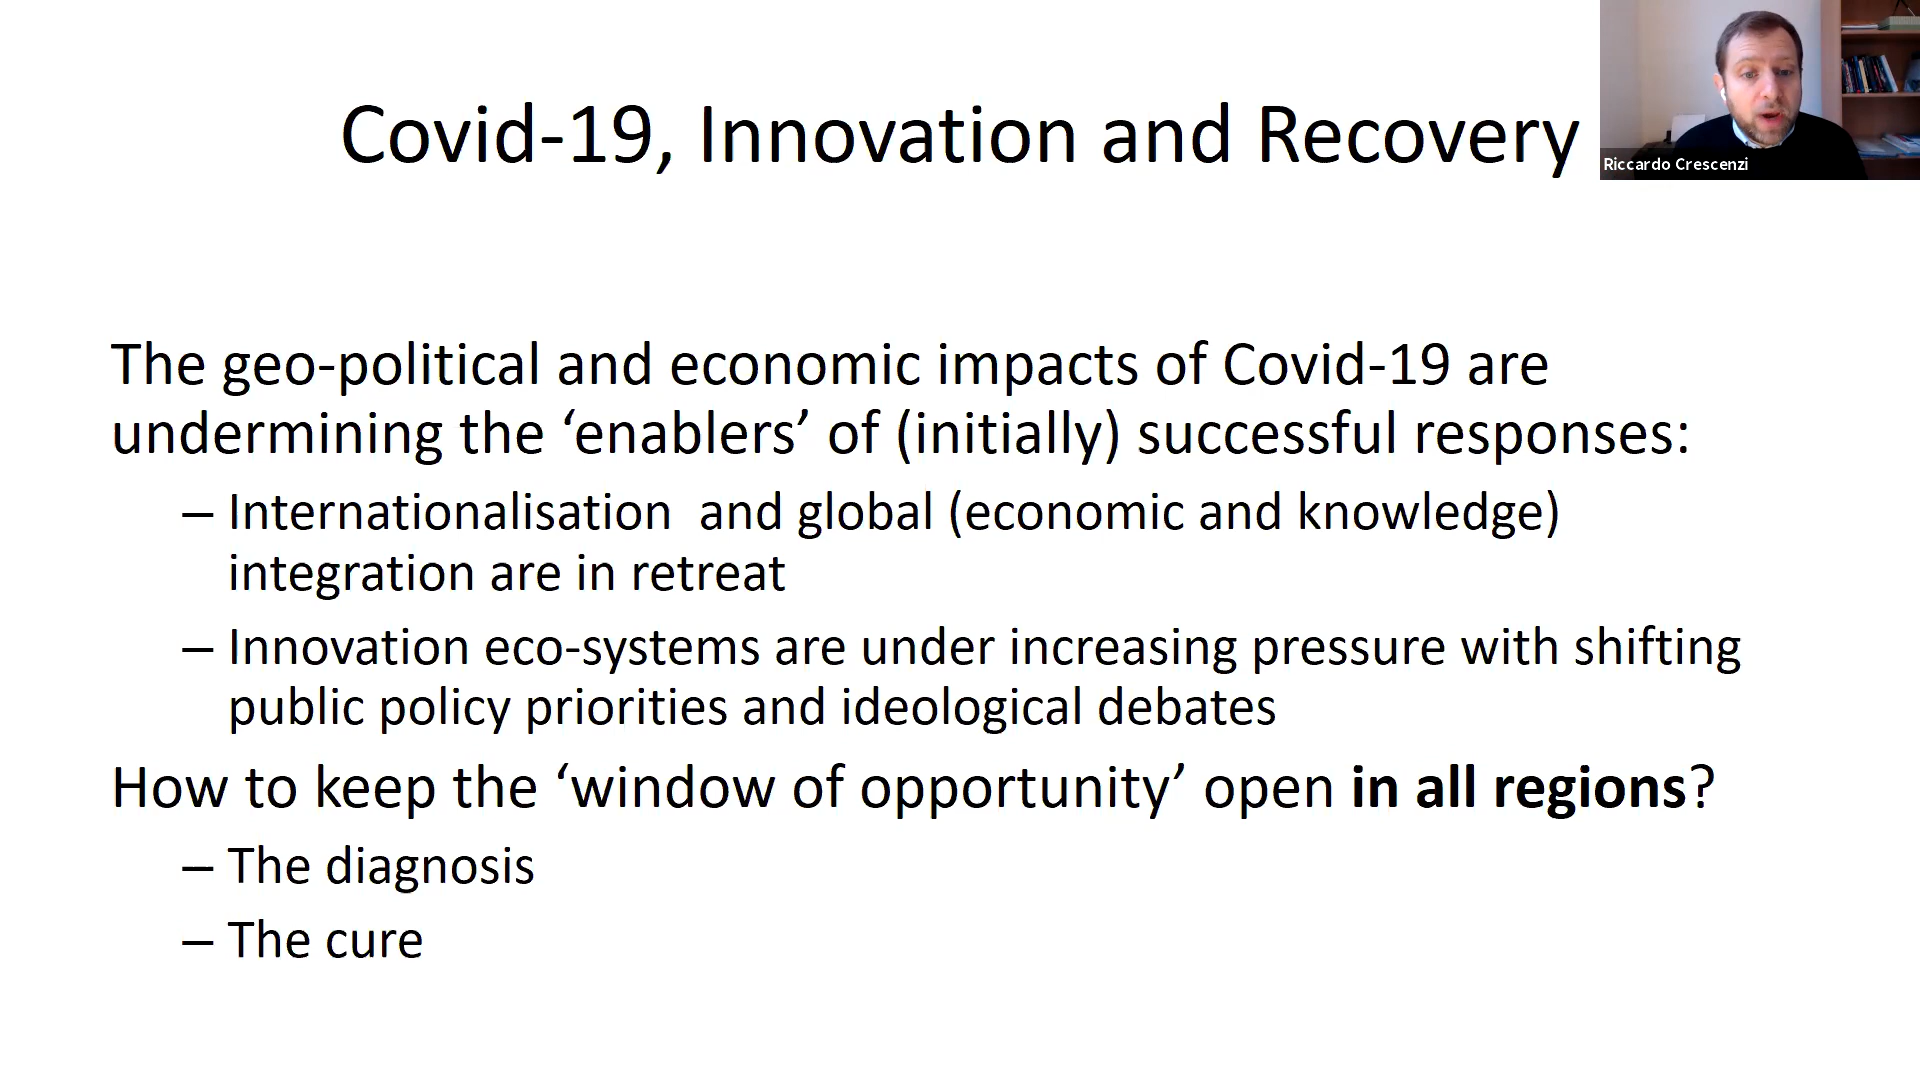 Covid-19, Innovation and Recovery
Riccardo Crescenzi
The geo-political and economic impacts of Covid-19 are
undermining the ‘enablers’ of (initially) successful responses:
– Internationalisation  and global (economic and knowledge)
integration are in retreat
– Innovation eco-systems are under increasing pressure with shifting
public policy priorities and ideological debates
How to keep the ‘window of opportunity’ open in all regions?
– The diagnosis
– The cure